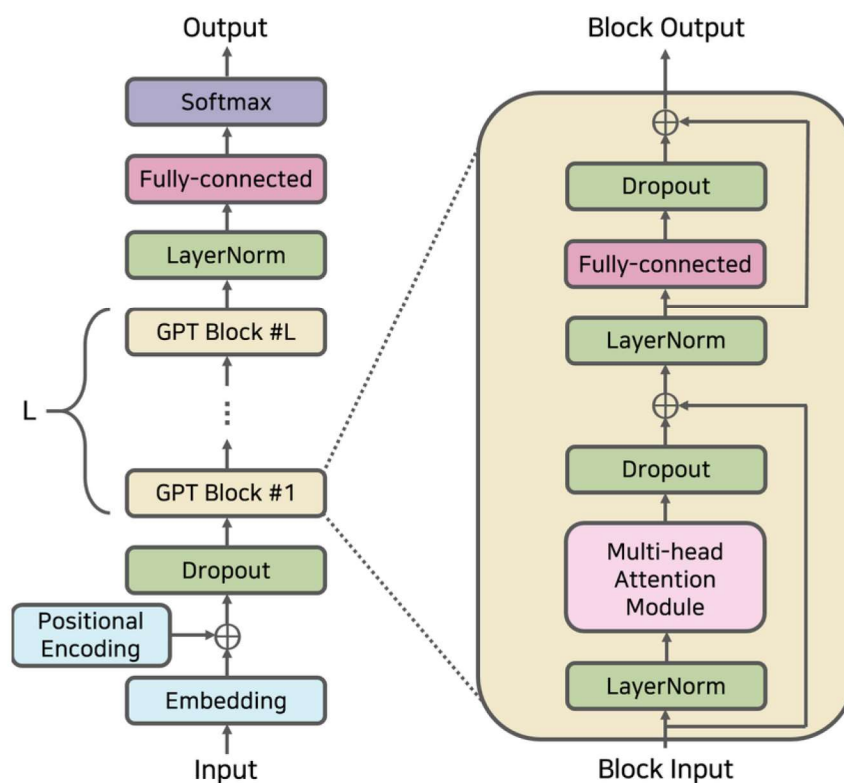 Output
Softmax
Fully-connected
LayerNorm
GPT Block #L
L
GPT Block #1
Dropout
Positional
Encoding
Embedding
Input
Block Output
Dropout
Fully-connected
LayerNorm
Dropout
Multi-head
Attention
Module
LayerNorm
Block Input